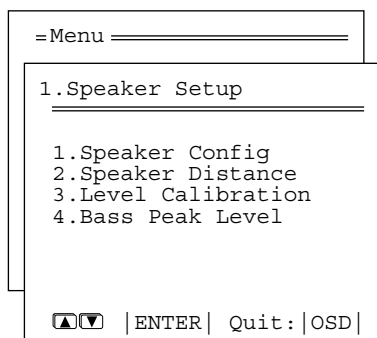 =Menu
1.Speaker Setup
1.Speaker Config
2.Speaker Distance
3.Level Calibration
4.Bass Peak Level
▲▼ |ENTER| Quit:|OSD|